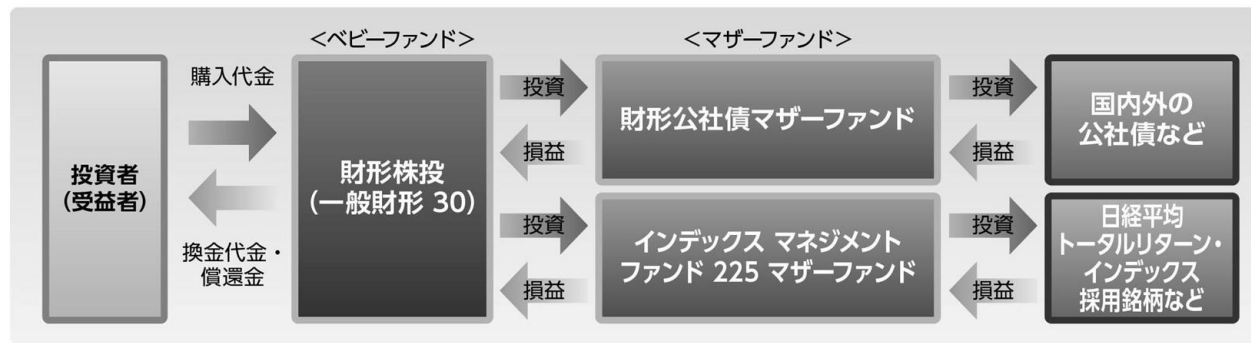 <ベビーファンド>
<マザーファンド>
投資者
(受益者)
購入代金
換金代金・
償還金
財形株投
(一般財形 30)
投資
損益
財形公社債マザーファンド
投資
損益
国内外の
公社債など
投資
損益
インデックス マネジメント
ファンド 225 マザーファンド
投資
損益
日経平均
トータルリターン・
インデックス
採用銘柄など